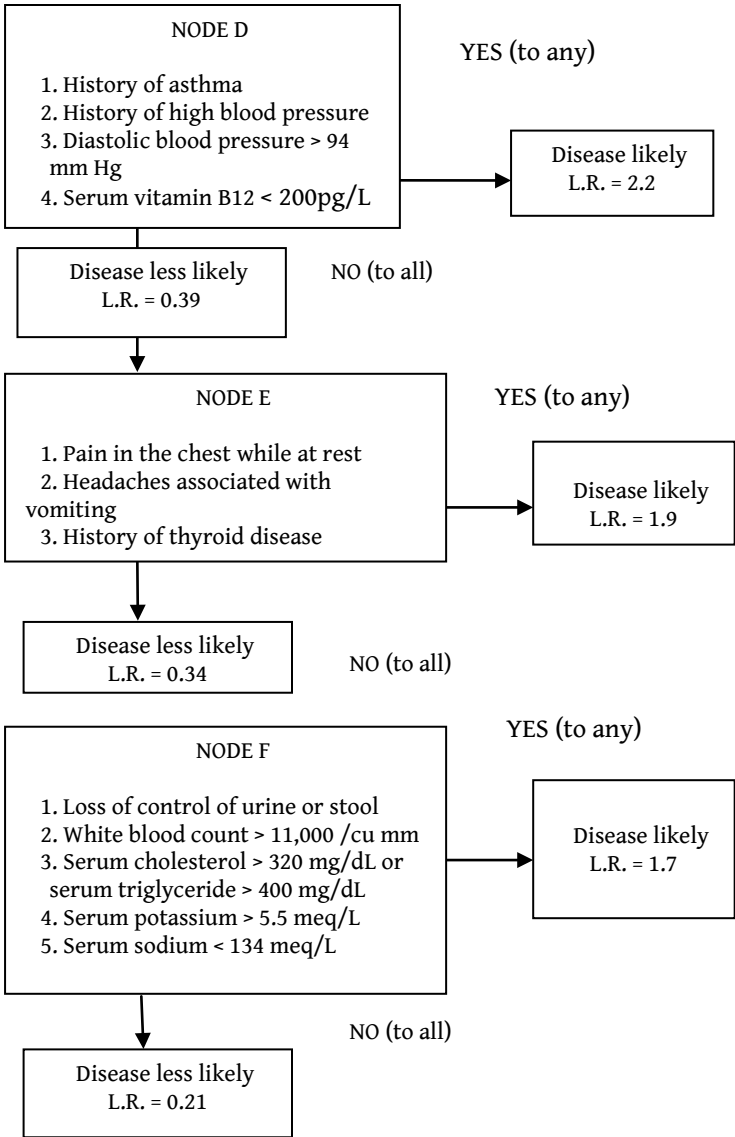 NODE D
YES (to any)
1. History of asthma
2. History of high blood pressure
3. Diastolic blood pressure > 94
mm Hg
4. Serum vitamin B12 < 200pg/L
Disease likely
L.R. = 2.2
Disease less likely
L.R. = 0.39
NO (to all)
NODE E
YES (to any)
1. Pain in the chest while at rest
2. Headaches associated with
vomiting
3. History of thyroid disease
Disease likely
L.R. = 1.9
Disease less likely
L.R. = 0.34
NO (to all)
NODE F
YES (to any)
1. Loss of control of urine or stool
2. White blood count > 11,000 /cu mm
3. Serum cholesterol > 320 mg/dL or
serum triglyceride > 400 mg/dL
4. Serum potassium > 5.5 meq/L
5. Serum sodium < 134 meq/L
Disease likely
L.R. = 1.7
NO (to all)
Disease less likely
L.R. = 0.21